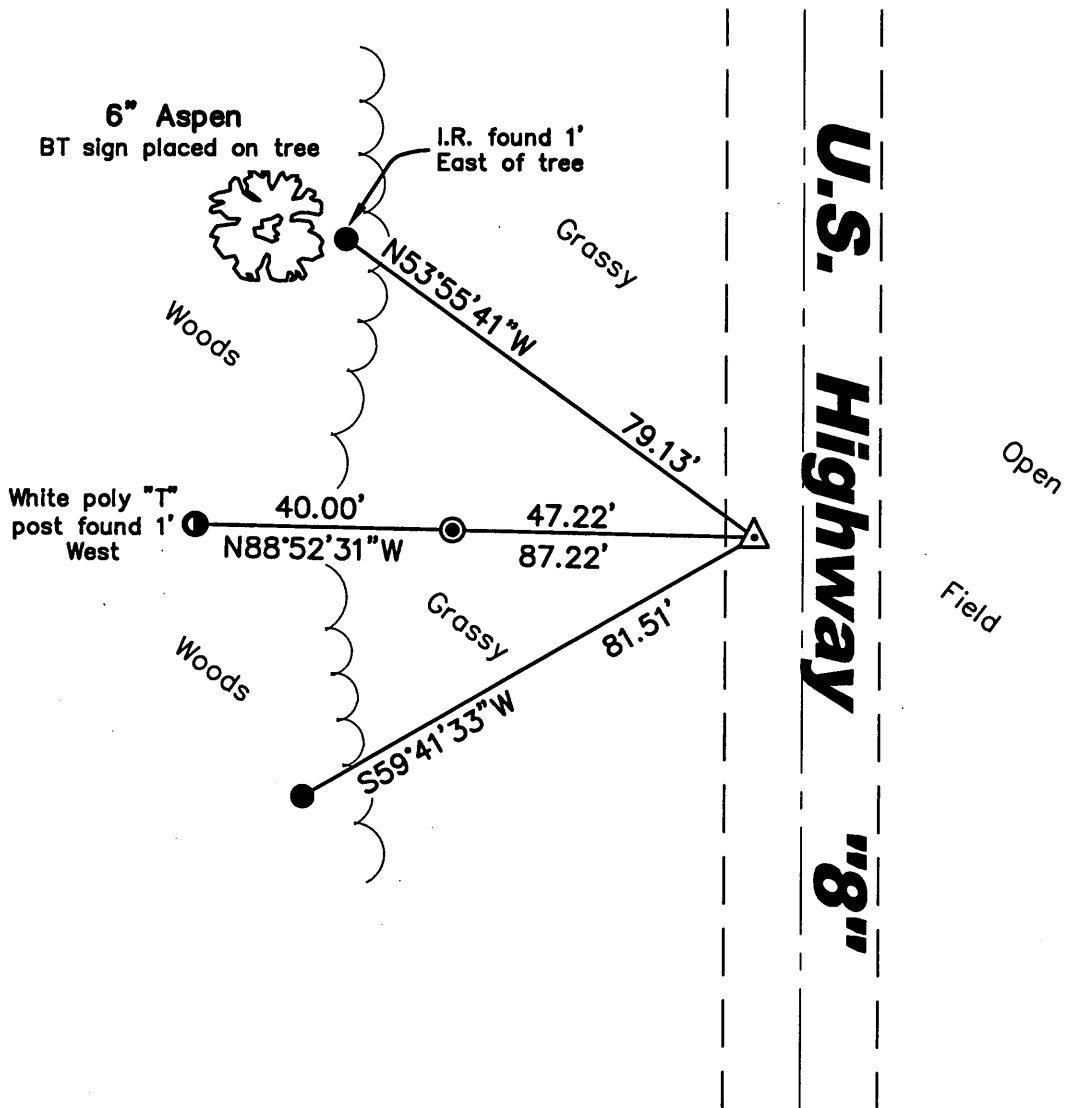 6" Aspen
BT sign placed on tree
I.R. found 1'
East of tree
Grassy
N53°55'41"W
79.13'
Woods
White poly "T"
post found 1'
West
40.00'
N88°52'31"W
47.22'
87.22'
81.51'
Grassy
S59°41'33"W
Woods
U.S. Highway "8"
Open
Field